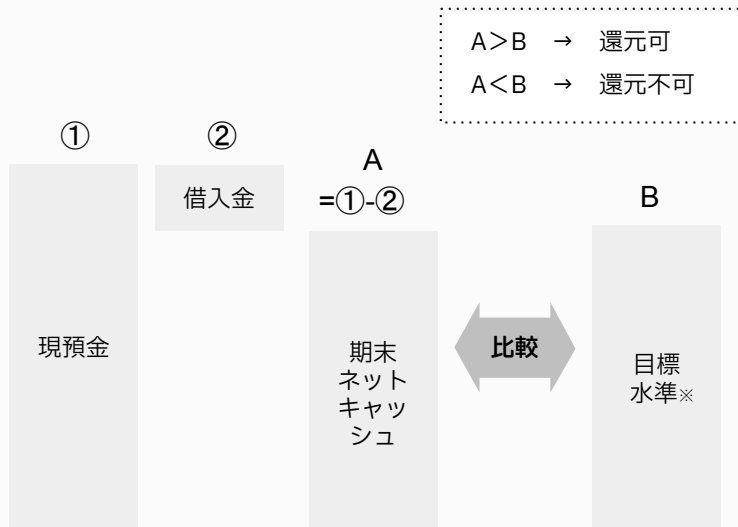 A＞B → 還元可
A＜B → 還元不可
①
②
A
=①-②
B
借入金
現預金
期末
ネット
キャッ
シュ
比較
目標
水準※